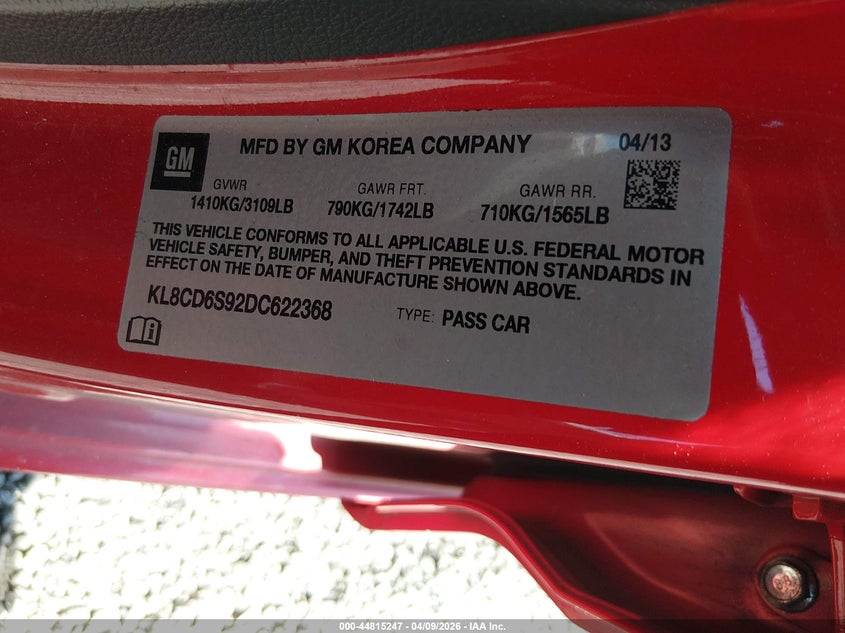 GM
MFD BY GM KOREA COMPANY 04/13
GVWR GAWR FRT. GAWR RR.
1410KG/3109LB 790KG/1742LB 710KG/1565LB
THIS VEHICLE CONFORMS TO ALL APPLICABLE U.S. FEDERAL MOTOR
VEHICLE SAFETY, BUMPER, AND THEFT PREVENTION STANDARDS IN
EFFECT ON THE DATE OF MANUFACTURE SHOWN ABOVE.
KL8CD6S92DC622368 TYPE: PASS CAR
000-44815247 - 04/09/2026 - IAA Inc.